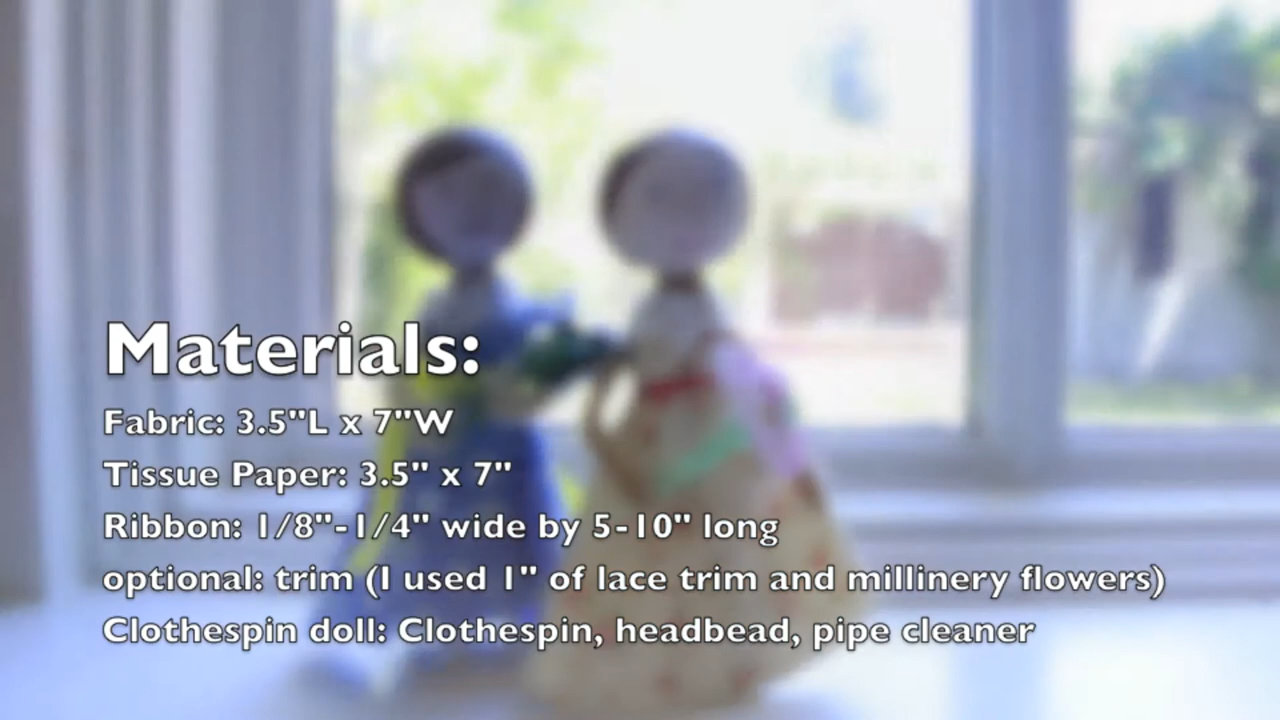 Materials:
Fabric: 3.5"L x 7"W
Tissue Paper: 3.5" x 7"
Ribbon: 1/8"-1/4" wide by 5-10" long
optional: trim (I used 1" of lace trim and millinery flowers)
Clothespin doll: Clothespin, headbead, pipe cleaner